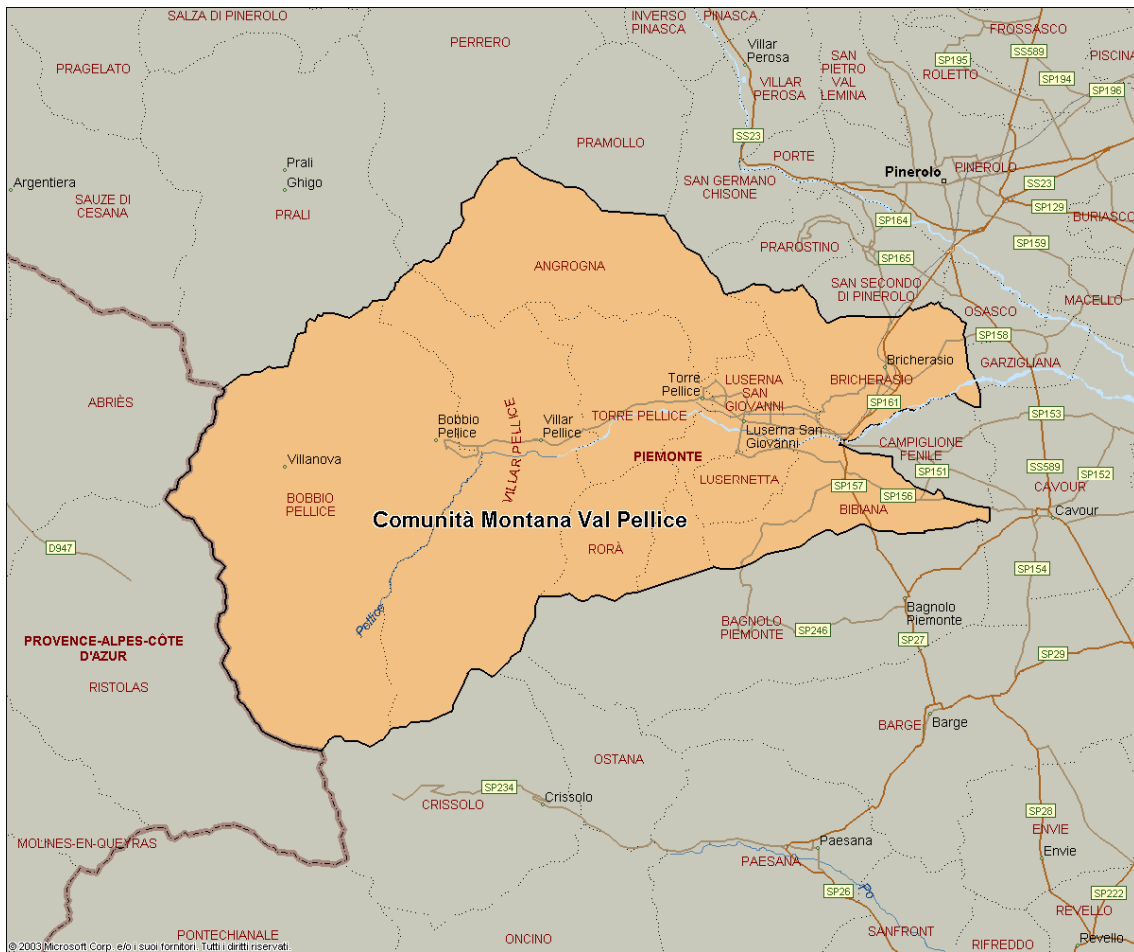 SALZA DI PINEROLO
INVERSO
PINASCA
PINASCA
FROSSASCO
PERRERO
Villar
Perosa
SAN
PIETRO
VAL
LEMINA
SS589
SP195
ROLETTO
PISCINA
PRAGELATO
VILLAR
PEROSA
SP194
SP196
SS23
PRAMOLLO
PORTE
Prali
Ghigo
Argentiera
Pinerolo
PINEROLO
SAN GERMANO
CHISONE
SS23
SAUZE DI
CESANA
PRALI
SP164
SP129
BURIASCO
PRAROSTINO
SP159
SP165
ANGROGNA
SAN SECONDO
DI PINEROLO
MACELLO
OSASCO
SP158
Bricherasio
GARZIGLIANA
Torre
Pellice
LUSERNA
SAN
GIOVANNI
BRICHERASIO
ABRIÈS
SP161
SP153
Bobbio
Pellice
VILLAR PELLICE
Villar
Pellice
TORRE PELLICE
Luserna San
Giovanni
CAMPIGLIONE
FENILE
Villanova
PIEMONTE
SP151
SS589
SP152
LUSERNETTA
SP157
SP156
CAVOUR
BOBBIO
PELLICE
BIBIANA
Cavour
Comunità Montana Val Pellice
D947
RORÀ
SP154
Pellice
Bagnolo
Piemonte
BAGNOLO
PIEMONTE
SP246
SP27
PROVENCE-ALPES-CÔTE
D'AZUR
SP29
RISTOLAS
BARGE
Barge
OSTANA
SP234
CRISSOLO
Crissolo
SP28
ENVIE
MOLINES-EN-QUEYRAS
Paesana
PAESANA
Envie
Po
SP26
SP222
REVELLO
PONTECHIANALE
ONCINO
SANFRONT
RIFREDDO
Revello
© 2003 Microsoft Corp. e/o i suoi fornitori. Tutti i diritti riservati.